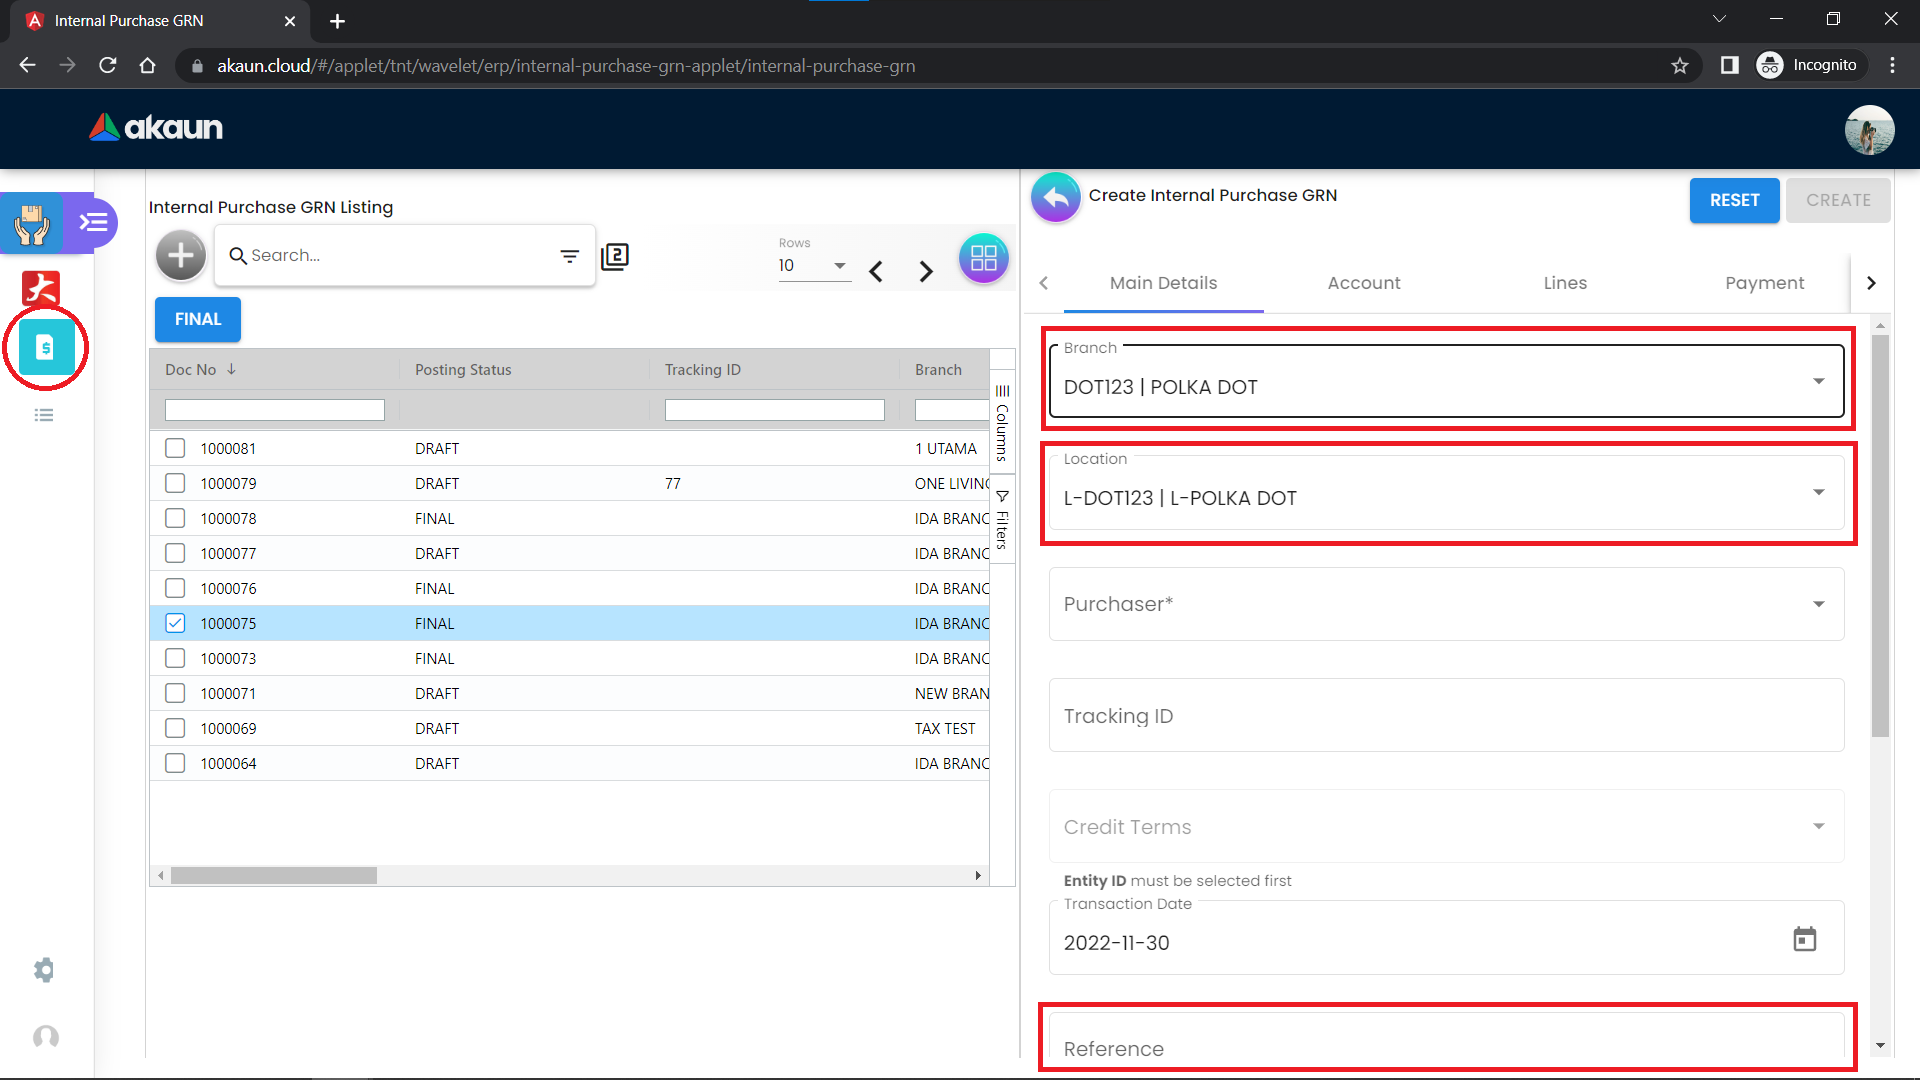 Internal Purchase GRN
akaun.cloud/#/applet/tnt/wavelet/erp/internal-purchase-grn-applet/internal-purchase-grn
Incognito
akaun
Internal Purchase GRN Listing
Search...
2
Rows
10
FINAL
Doc No
Posting Status
Tracking ID
Branch
1000081 DRAFT 1 UTAMA
1000079 DRAFT 77 ONE LIVING
1000078 FINAL IDA BRANC
1000077 DRAFT IDA BRANC
1000076 FINAL IDA BRANC
1000075 FINAL IDA BRANC
1000073 FINAL IDA BRANC
1000071 DRAFT NEW BRAN
1000069 DRAFT TAX TEST
1000064 DRAFT IDA BRANC
Columns
Filters
Create Internal Purchase GRN
RESET
CREATE
Main Details
Account
Lines
Payment
Branch
DOT123 | POLKA DOT
Location
L-DOT123 | L-POLKA DOT
Purchaser*
Tracking ID
Credit Terms
Entity ID must be selected first
Transaction Date
2022-11-30
Reference